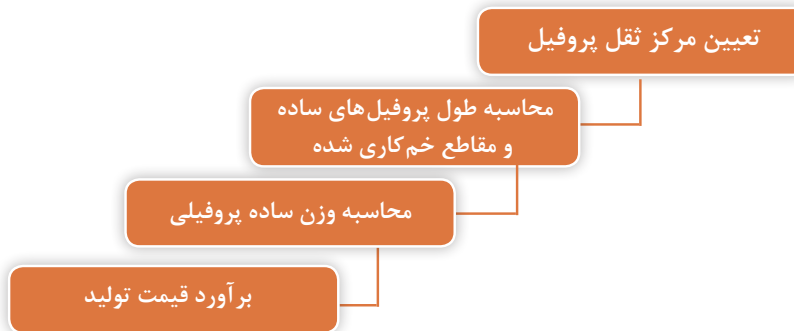 تعیین مرکز ثقل پروفیل
محاسبه طول پروفیل‌های ساده
و مقاطع خم‌کاری شده
محاسبه وزن ساده پروفیلی
برآورد قیمت تولید